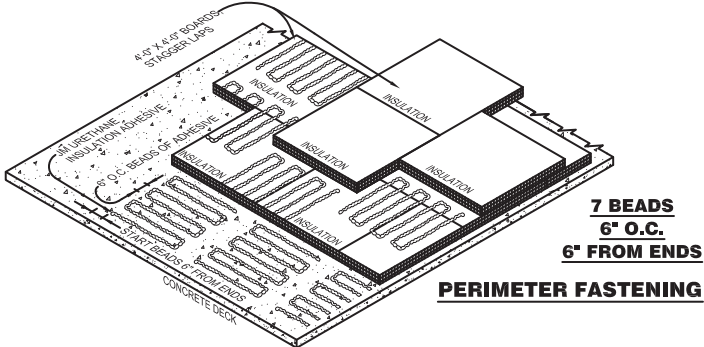 4'-0" X 4'-0" BOARDS
STAGGER LAPS
JM URETHANE
INSULATION ADHESIVE
6" O.C. BEADS OF ADHESIVE
INSULATION
INSULATION
INSULATION
INSULATION
INSULATION
INSULATION
START BEADS 6" FROM ENDS
CONCRETE DECK
7 BEADS
6" O.C.
6" FROM ENDS
PERIMETER FASTENING